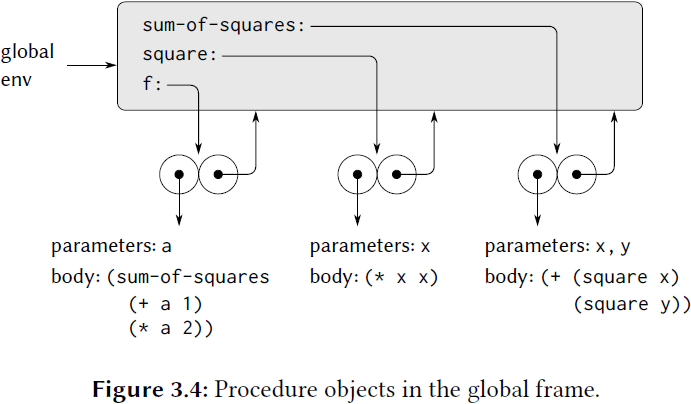 sum-of-squares:
global
env
square:
f:
parameters: a
body: (sum-of-squares
(+ a 1)
(* a 2))
parameters: x
body: (* x x)
parameters: x, y
body: (+ (square x)
(square y))
Figure 3.4: Procedure objects in the global frame.